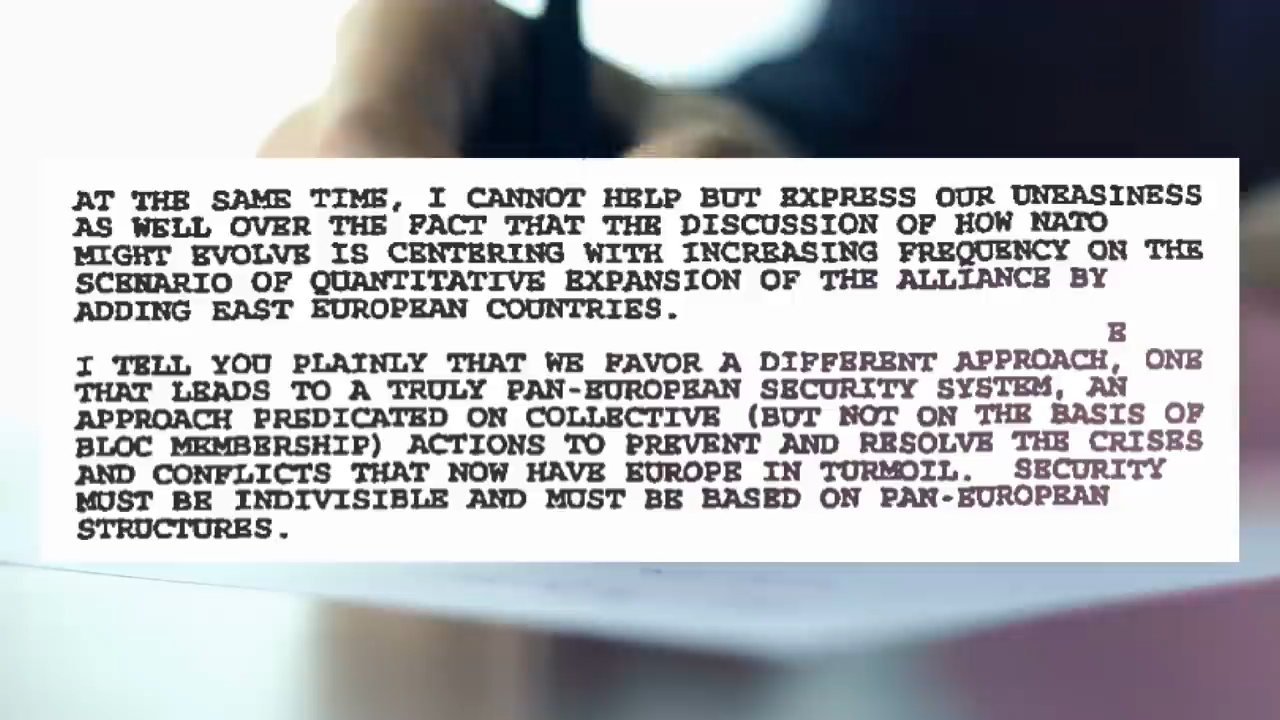 AT THE SAME TIME, I CANNOT HELP BUT EXPRESS OUR UNEASINESS
AS WELL OVER THE FACT THAT THE DISCUSSION OF HOW NATO
MIGHT EVOLVE IS CENTERING WITH INCREASING FREQUENCY ON THE
SCENARIO OF QUANTITATIVE EXPANSION OF THE ALLIANCE BY
ADDING EAST EUROPEAN COUNTRIES.
E
I TELL YOU PLAINLY THAT WE FAVOR A DIFFERENT APPROACH, ONE
THAT LEADS TO A TRULY PAN-EUROPEAN SECURITY SYSTEM, AN
APPROACH PREDICATED ON COLLECTIVE (BUT NOT ON THE BASIS OF
BLOC MEMBERSHIP) ACTIONS TO PREVENT AND RESOLVE THE CRISES
AND CONFLICTS THAT NOW HAVE EUROPE IN TURMOIL. SECURITY
MUST BE INDIVISIBLE AND MUST BE BASED ON PAN-EUROPEAN
STRUCTURES.